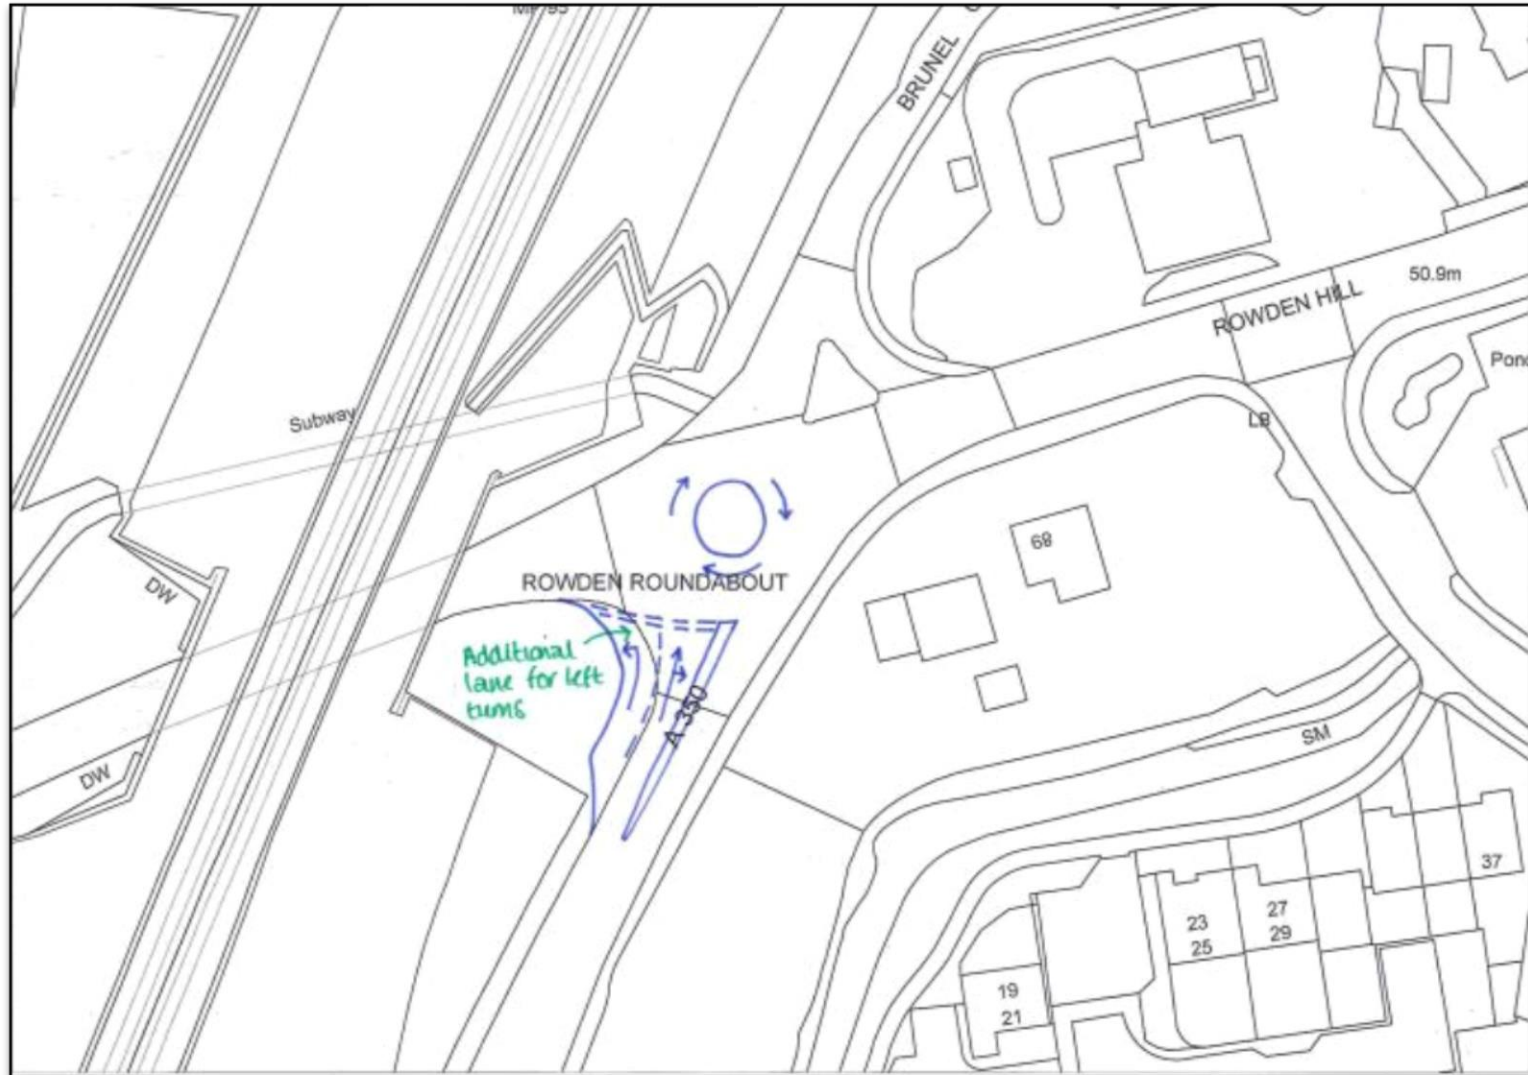 BRUNEL
50.9m
ROWDEN HILL
Pond
Subway
LB
68
ROWDEN ROUNDABOUT
DW
Additional
lane for left
turns
A 350
SM
DW
37
23
25
27
29
19
21